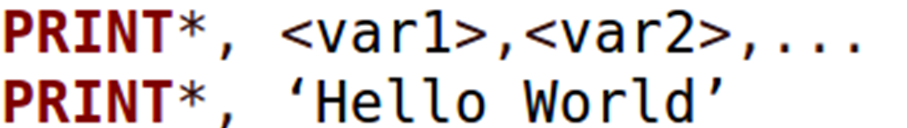 PRINT*, <var1>,<var2>,...
PRINT*, ‘Hello World’